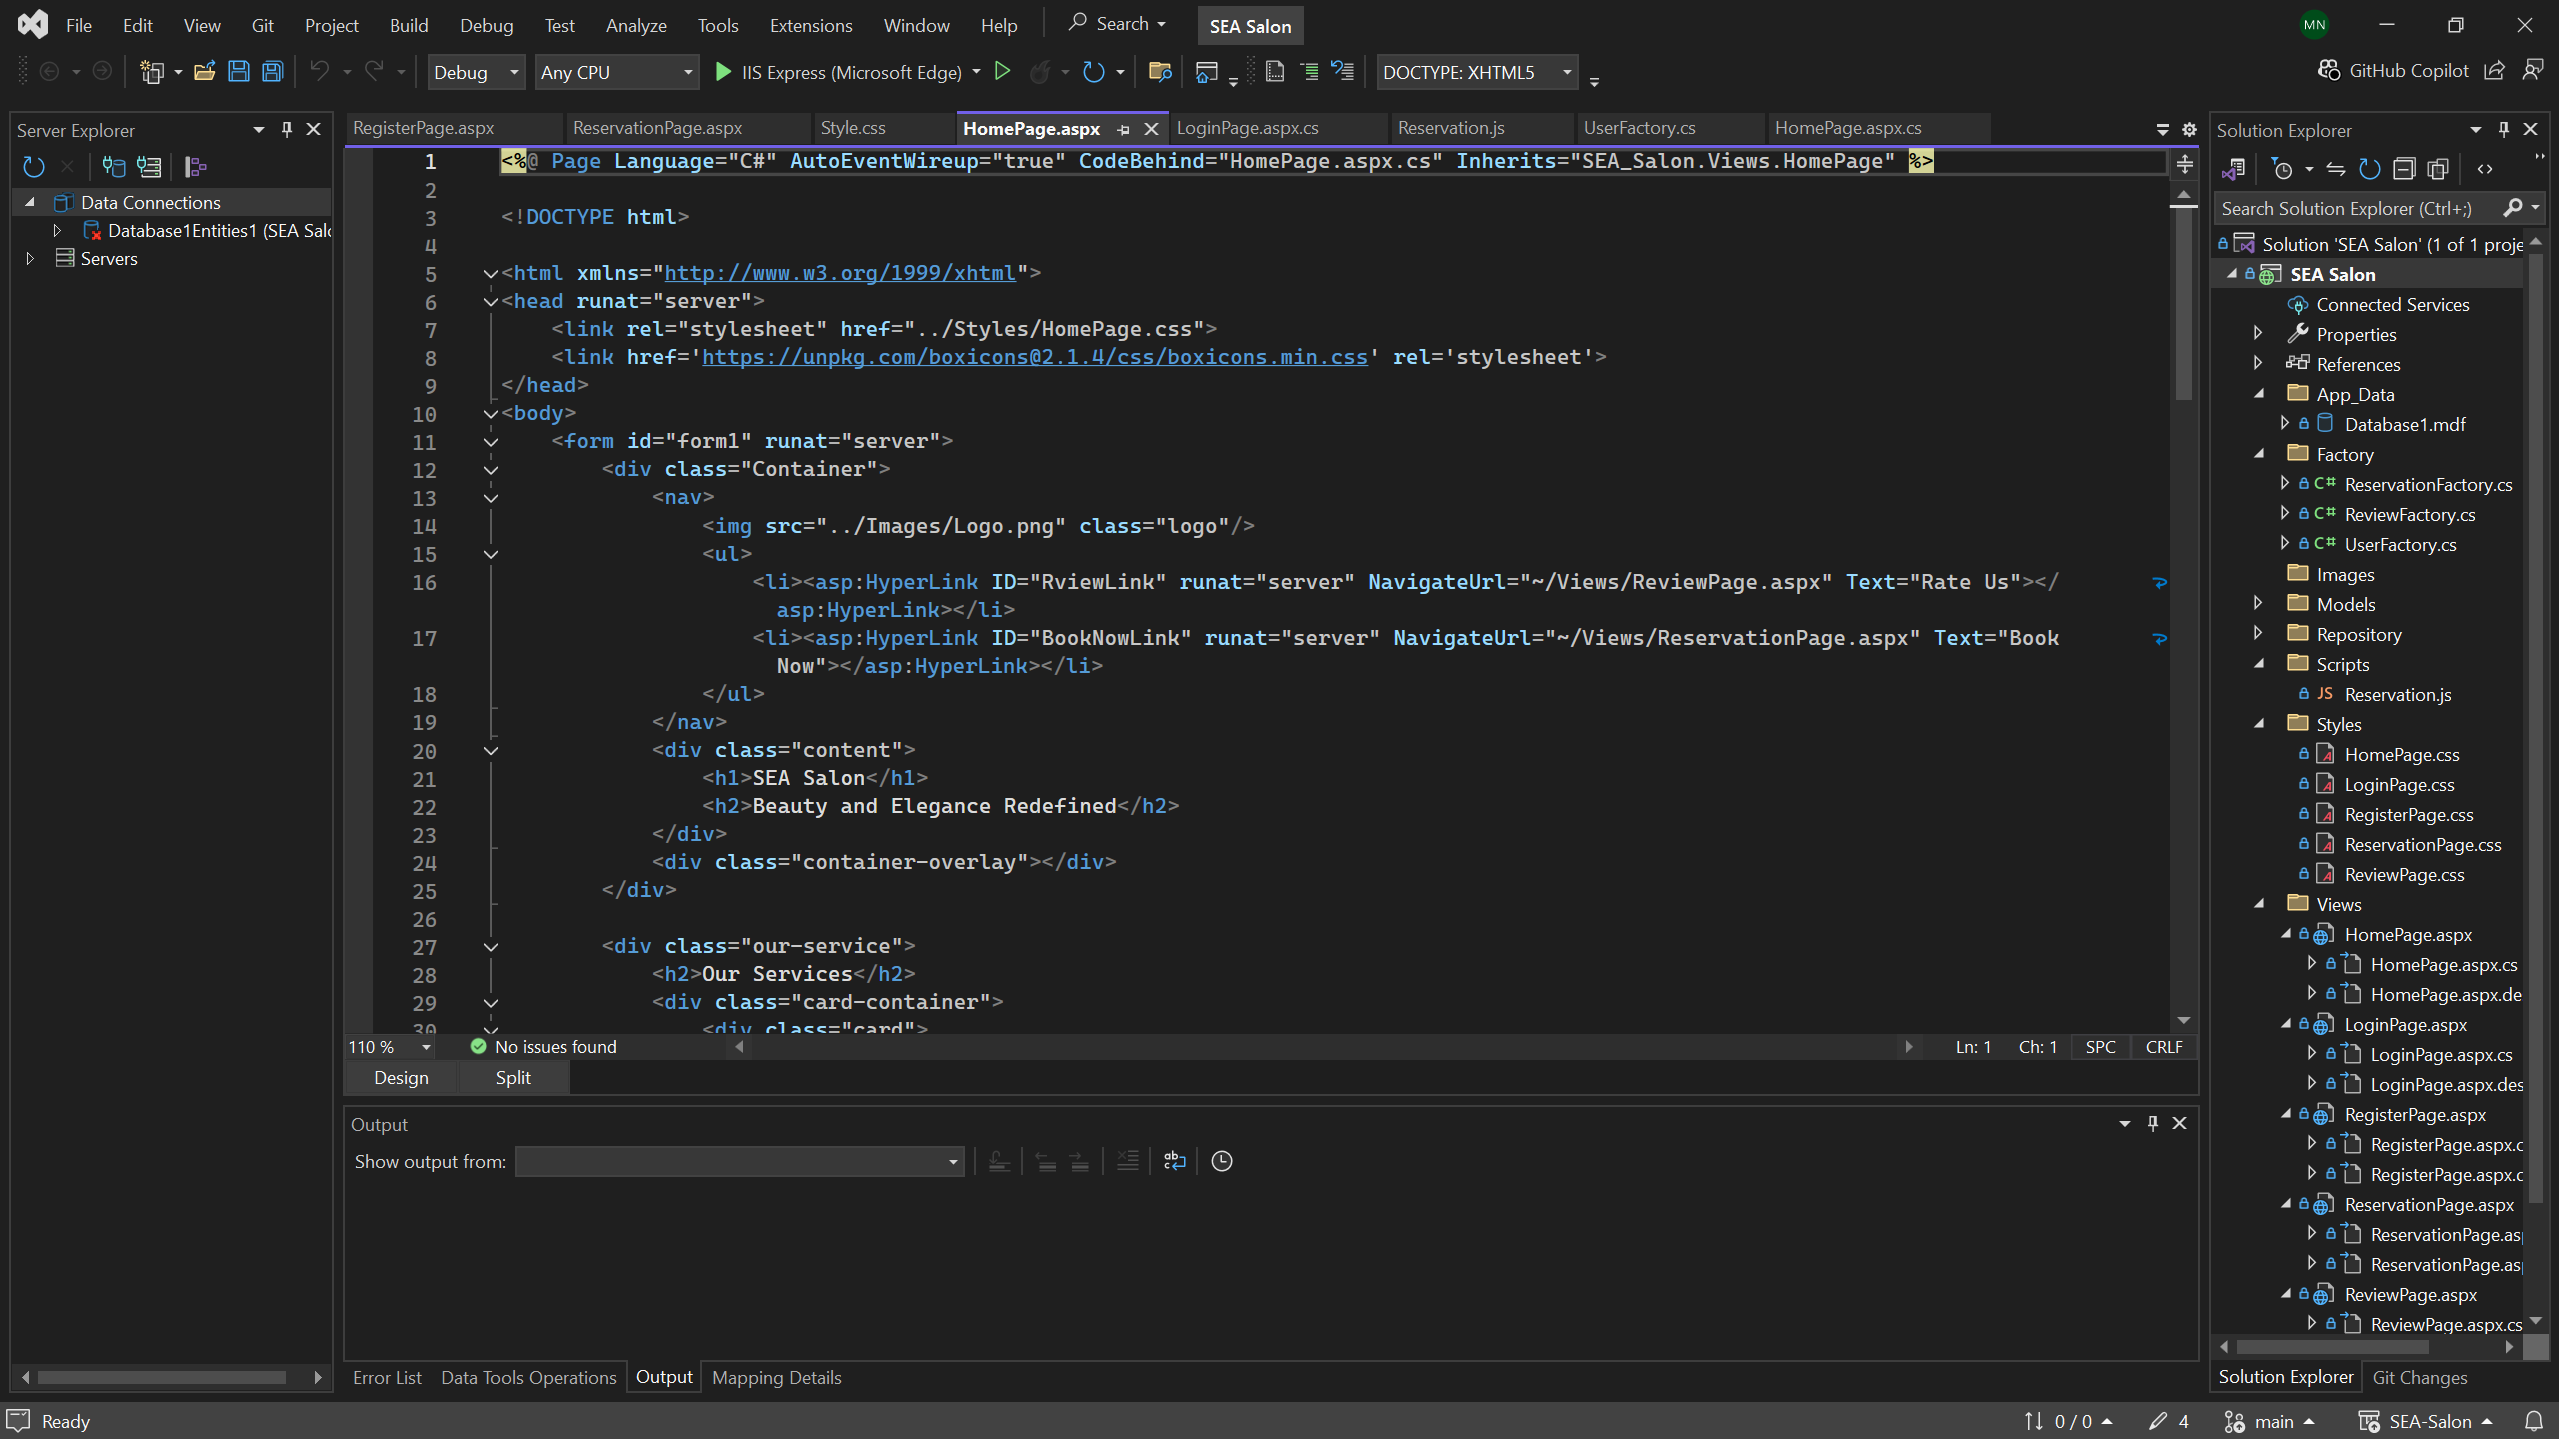 File Edit View Git Project Build Debug Test Analyze Tools Extensions Window Help Search SEA Salon MN
Debug Any CPU IIS Express (Microsoft Edge) DOCTYPE: XHTML5 GitHub Copilot
Server Explorer
Data Connections
Database1Entities1 (SEA Sal
Servers
RegisterPage.aspx ReservationPage.aspx Style.css HomePage.aspx LoginPage.aspx.cs Reservation.js UserFactory.cs HomePage.aspx.cs
1 <%@ Page Language="C#" AutoEventWireup="true" CodeBehind="HomePage.aspx.cs" Inherits="SEA_Salon.Views.HomePage" %>
2
3 <!DOCTYPE html>
4
5 <html xmlns="http://www.w3.org/1999/xhtml">
6 <head runat="server">
7 <link rel="stylesheet" href="../Styles/HomePage.css">
8 <link href='https://unpkg.com/boxicons@2.1.4/css/boxicons.min.css' rel='stylesheet'>
9 </head>
10 <body>
11 <form id="form1" runat="server">
12 <div class="Container">
13 <nav>
14 <img src="../Images/Logo.png" class="logo"/>
15 <ul>
16 <li><asp:HyperLink ID="RviewLink" runat="server" NavigateUrl="~/Views/ReviewPage.aspx" Text="Rate Us"></
asp:HyperLink></li>
17 <li><asp:HyperLink ID="BookNowLink" runat="server" NavigateUrl="~/Views/ReservationPage.aspx" Text="Book
Now"></asp:HyperLink></li>
18 </ul>
19 </nav>
20 <div class="content">
21 <h1>SEA Salon</h1>
22 <h2>Beauty and Elegance Redefined</h2>
23 </div>
24 <div class="container-overlay"></div>
25 </div>
26
27 <div class="our-service">
28 <h2>Our Services</h2>
29 <div class="card-container">
30 <div class="card">
110 % No issues found Ln: 1 Ch: 1 SPC CRLF
Design Split
Output
Show output from:
Error List Data Tools Operations Output Mapping Details
Solution Explorer
Search Solution Explorer (Ctrl+;)
Solution 'SEA Salon' (1 of 1 proje
SEA Salon
Connected Services
Properties
References
App_Data
Database1.mdf
Factory
C# ReservationFactory.cs
C# ReviewFactory.cs
C# UserFactory.cs
Images
Models
Repository
Scripts
JS Reservation.js
Styles
HomePage.css
LoginPage.css
RegisterPage.css
ReservationPage.css
ReviewPage.css
Views
HomePage.aspx
HomePage.aspx.cs
HomePage.aspx.de
LoginPage.aspx
LoginPage.aspx.cs
LoginPage.aspx.des
RegisterPage.aspx
RegisterPage.aspx.c
RegisterPage.aspx.c
ReservationPage.aspx
ReservationPage.as
ReservationPage.as
ReviewPage.aspx
ReviewPage.aspx.cs
Solution Explorer Git Changes
Ready 0 / 0 4 main SEA-Salon